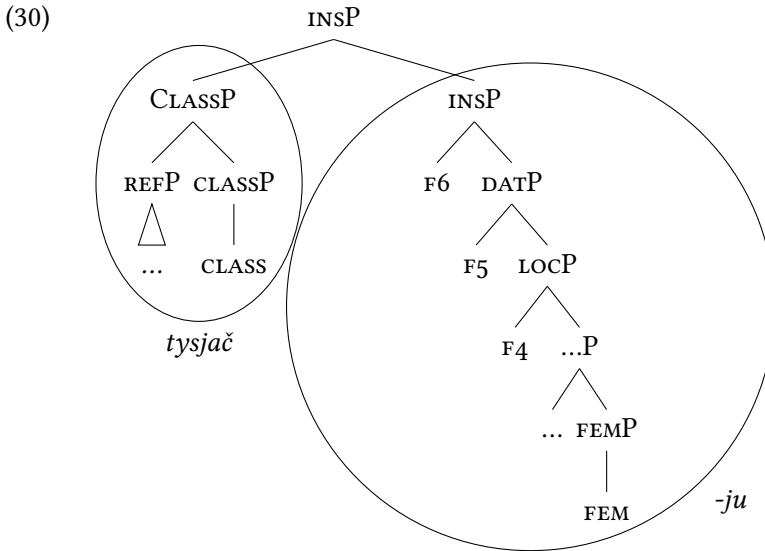 (30) INSP
CLASSP INSP
REFP CLASSP F6 DATP
... CLASS F5 LOCP
tysjač F4 ...P
... FEMP
-ju
FEM